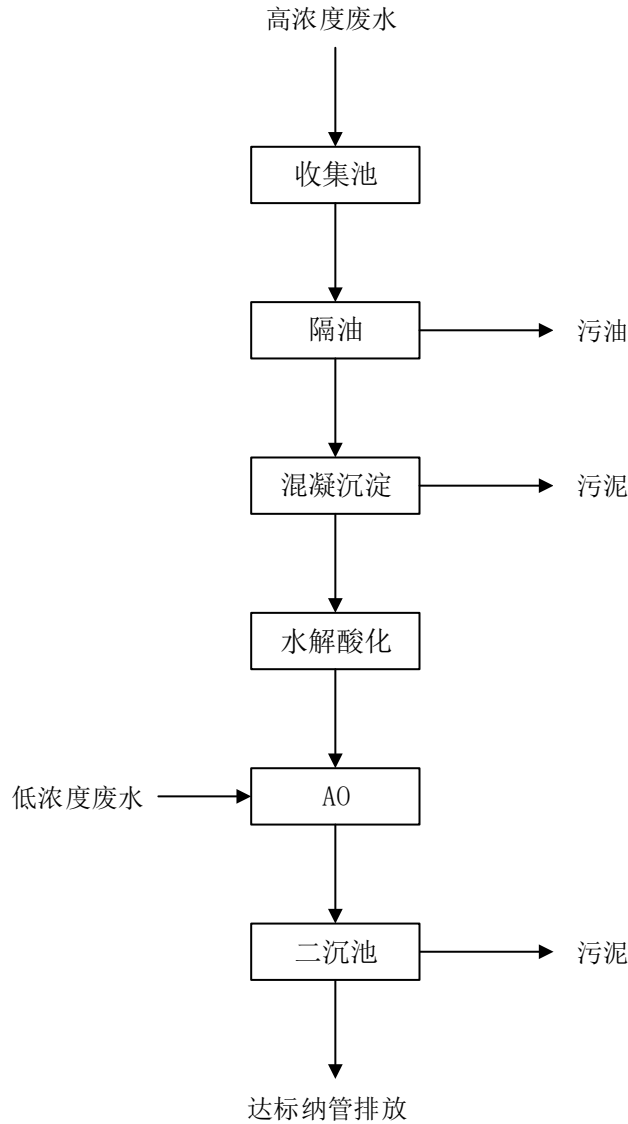 高浓度废水
收集池
隔油
污油
混凝沉淀
污泥
水解酸化
低浓度废水
AO
二沉池
污泥
达标纳管排放